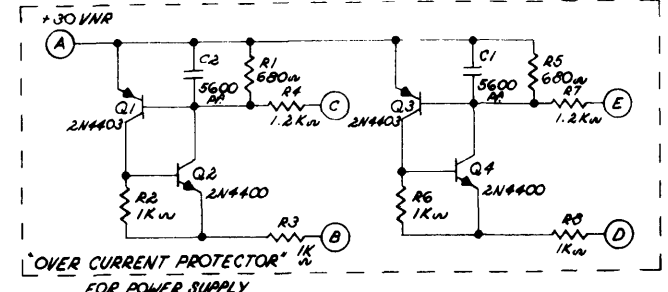 +30 VNR
A
C2
5600
PF
R1
680Ω
R4
1.2KΩ
C
Q1
2N4403
Q2
2N4400
R2
1KΩ
R3
1K
Ω
B
C1
5600
PF
R5
680Ω
R7
1.2KΩ
E
Q3
2N4403
Q4
2N4400
R6
1KΩ
R8
1KΩ
D
"OVER CURRENT PROTECTOR"
FOR POWER SUPPLY